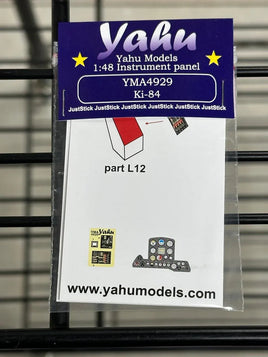 Yahu
Yahu Models
1:48 Instrument panel
YMA4929
Ki-84
JustStick JustStick JustStick JustStick JustStick JustStick
part L12
Yahu
www.yahumodels.com